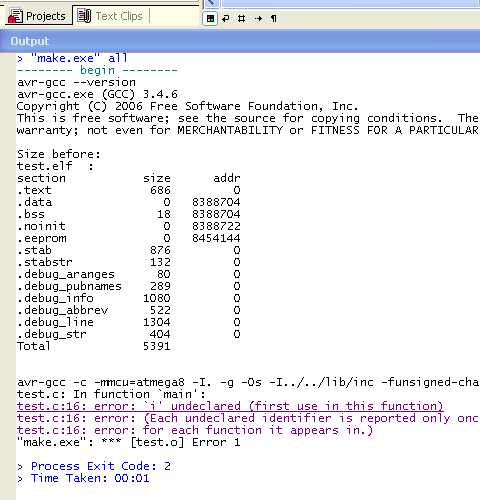 Projects Text Clips
Output
> "make.exe" all
-------- begin --------
avr-gcc --version
avr-gcc.exe (GCC) 3.4.6
Copyright (C) 2006 Free Software Foundation, Inc.
This is free software; see the source for copying conditions. The
warranty; not even for MERCHANTABILITY or FITNESS FOR A PARTICULAR
Size before:
test.elf :
section size addr
.text 686 0
.data 0 8388704
.bss 18 8388704
.noinit 0 8388722
.eeprom 0 8454144
.stab 876 0
.stabstr 132 0
.debug_aranges 80 0
.debug_pubnames 289 0
.debug_info 1080 0
.debug_abbrev 522 0
.debug_line 1304 0
.debug_str 404 0
Total 5391
avr-gcc -c -mmcu=atmega8 -I. -g -Os -I../../lib/inc -funsigned-cha
test.c: In function `main':
test.c:16: error: `i' undeclared (first use in this function)
test.c:16: error: (Each undeclared identifier is reported only onc
test.c:16: error: for each function it appears in.)
"make.exe": *** [test.o] Error 1
> Process Exit Code: 2
> Time Taken: 00:01